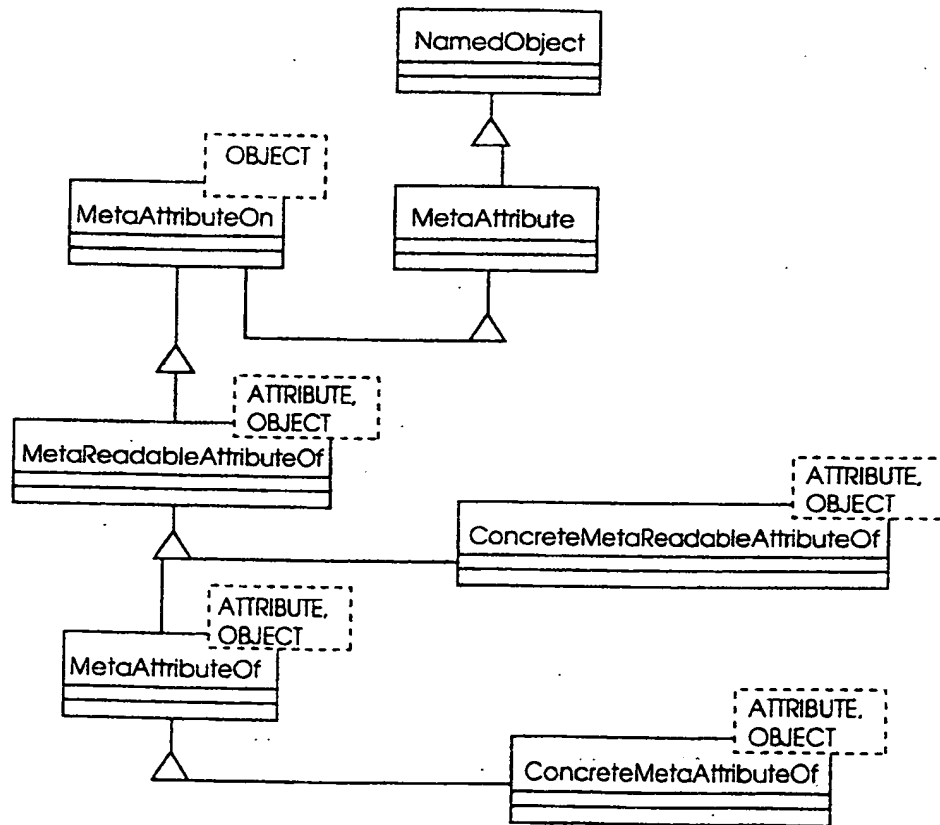 NamedObject
OBJECT
MetaAttributeOn
MetaAttribute
ATTRIBUTE,
OBJECT
MetaReadableAttributeOf
ATTRIBUTE,
OBJECT
ConcreteMetaReadableAttributeOf
ATTRIBUTE,
OBJECT
MetaAttributeOf
ATTRIBUTE,
OBJECT
ConcreteMetaAttributeOf